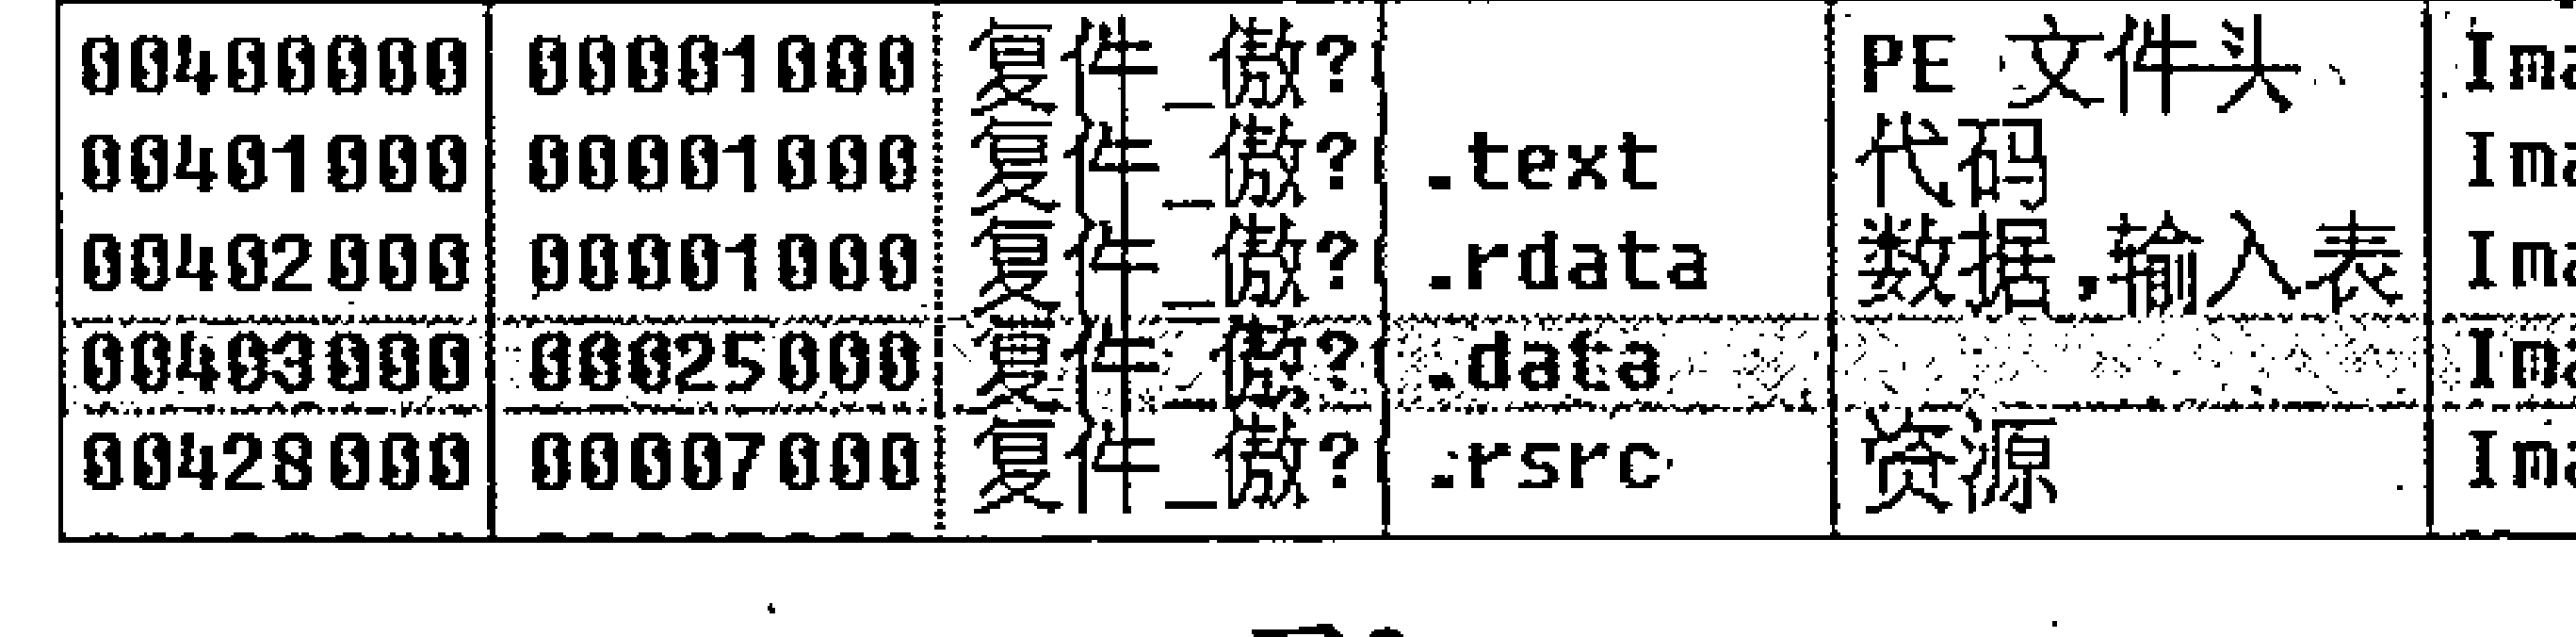 00400000 00001000 复件_傲? PE 文件头 Ima
00401000 00001000 复件_傲? .text 代码 Ima
00402000 00001000 复件_傲? .rdata 数据,输入表 Ima
00403000 00025000 复件_傲? .data Ima
00428000 00007000 复件_傲? .rsrc 资源 Ima